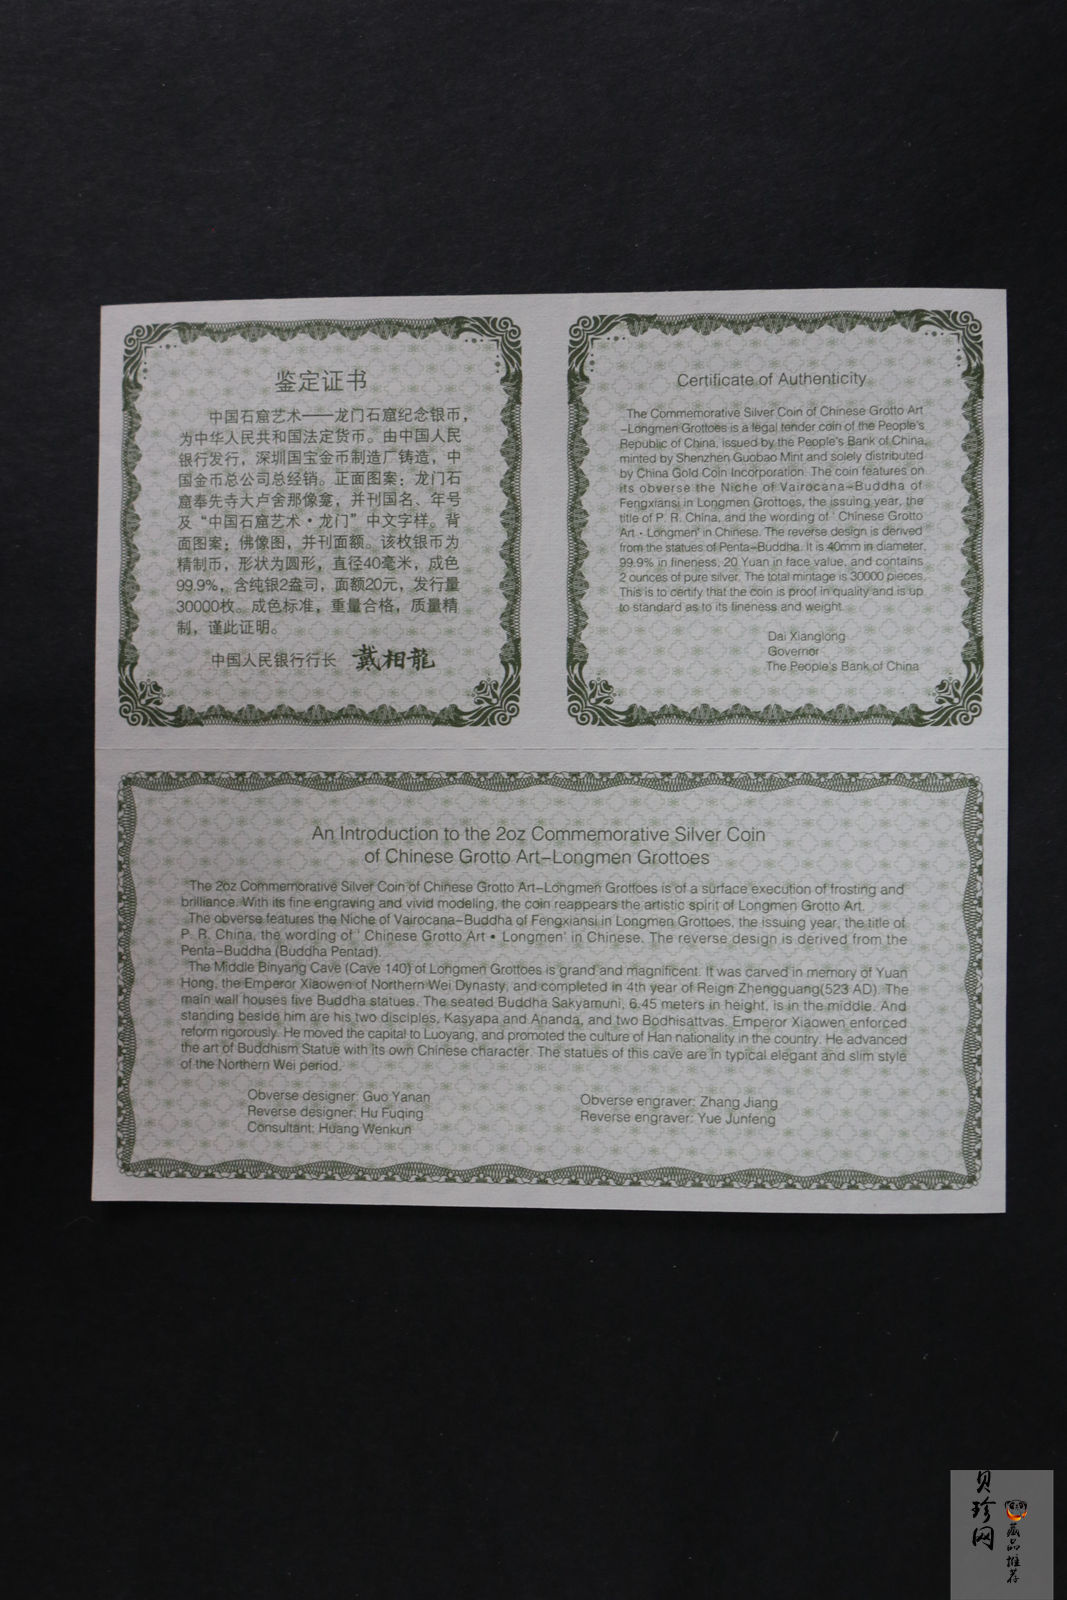 鉴定证书
中国石窟艺术——龙门石窟纪念银币，
为中华人民共和国法定货币。由中国人民
银行发行，深圳国宝金币制造厂铸造，中
国金币总公司总经销。正面图案：龙门石
窟奉先寺大卢舍那像龛，并刊国名、年号
及“中国石窟艺术·龙门”中文字样。背
面图案：佛像图，并刊面额。该枚银币为
精制币，形状为圆形，直径40毫米，成色
99.9%，含纯银2盎司，面额20元，发行量
30000枚。成色标准，重量合格，质量精
制，谨此证明。
中国人民银行行长 戴相龍
Certificate of Authenticity
The Commemorative Silver Coin of Chinese Grotto Art
-Longmen Grottoes is a legal tender coin of the People's
Republic of China, issued by the People's Bank of China,
minted by Shenzhen Guobao Mint and solely distributed
by China Gold Coin Incorporation. The coin features on
its obverse the Niche of Vairocana-Buddha of
Fengxiansi in Longmen Grottoes, the issuing year, the
title of P. R. China, and the wording of ' Chinese Grotto
Art · Longmen' in Chinese. The reverse design is derived
from the statues of Penta-Buddha. It is 40mm in diameter,
99.9% in fineness, 20 Yuan in face value, and contains
2 ounces of pure silver. The total mintage is 30000 pieces.
This is to certify that the coin is proof in quality and is up
to standard as to its fineness and weight.
Dai Xianglong
Governor
The People's Bank of China
An Introduction to the 2oz Commemorative Silver Coin
of Chinese Grotto Art-Longmen Grottoes
The 2oz Commemorative Silver Coin of Chinese Grotto Art-Longmen Grottoes is of a surface execution of frosting and
brilliance. With its fine engraving and vivid modeling, the coin reappears the artistic spirit of Longmen Grotto Art.
The obverse features the Niche of Vairocana-Buddha of Fengxiansi in Longmen Grottoes, the issuing year, the title of
P. R. China, the wording of ' Chinese Grotto Art • Longmen' in Chinese. The reverse design is derived from the
Penta-Buddha (Buddha Pentad).
The Middle Binyang Cave (Cave 140) of Longmen Grottoes is grand and magnificent. It was carved in memory of Yuan
Hong, the Emperor Xiaowen of Northern Wei Dynasty, and completed in 4th year of Reign Zhengguang(523 AD). The
main wall houses five Buddha statues. The seated Buddha Sakyamuni, 6.45 meters in height, is in the middle. And
standing beside him are his two disciples, Kasyapa and Ananda, and two Bodhisattvas. Emperor Xiaowen enforced
reform rigorously. He moved the capital to Luoyang, and promoted the culture of Han nationality in the country. He advanced
the art of Buddhism Statue with its own Chinese character. The statues of this cave are in typical elegant and slim style
of the Northern Wei period.
Obverse designer: Guo Yanan
Reverse designer: Hu Fuqing
Consultant: Huang Wenkun
Obverse engraver: Zhang Jiang
Reverse engraver: Yue Junfeng
贝珍网
藏品推荐